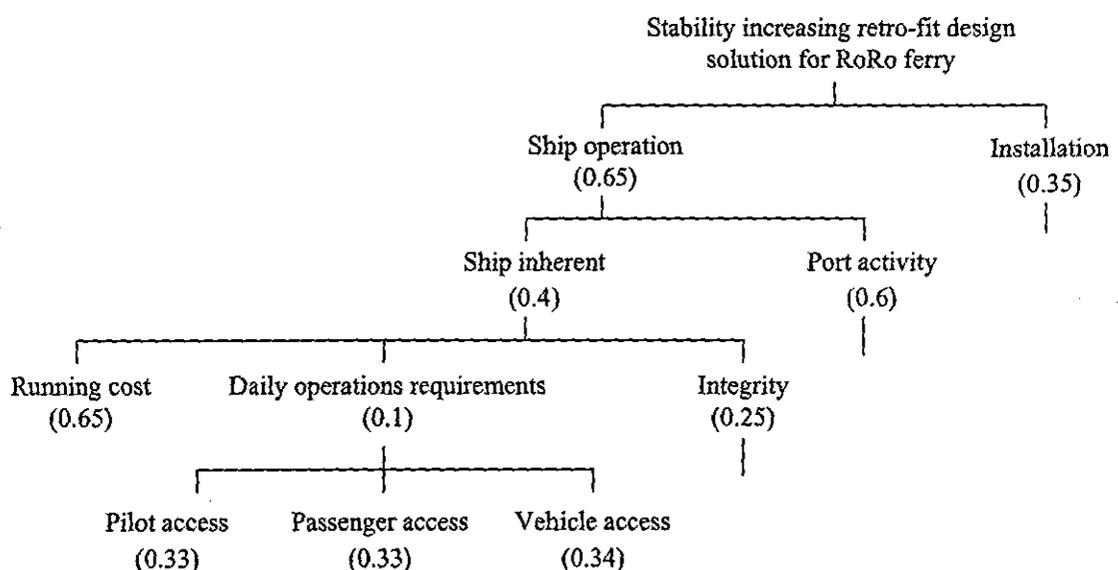 Stability increasing retro-fit design
solution for RoRo ferry
Ship operation
(0.65)
Installation
(0.35)
Ship inherent
(0.4)
Port activity
(0.6)
Running cost
(0.65)
Daily operations requirements
(0.1)
Integrity
(0.25)
Pilot access
(0.33)
Passenger access
(0.33)
Vehicle access
(0.34)